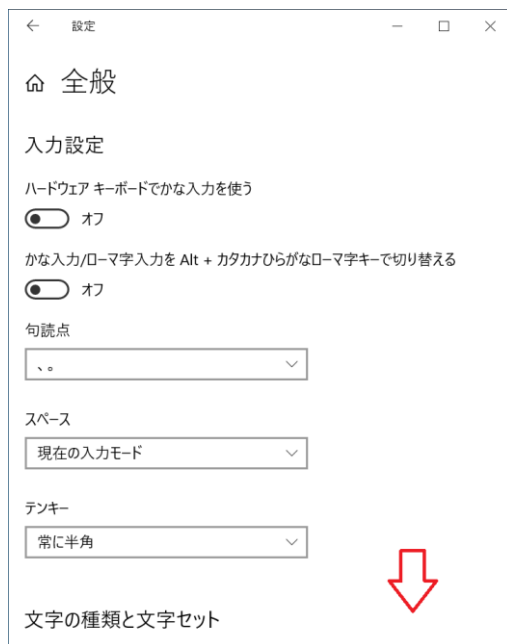 設定
全般
入力設定
ハードウェア キーボードでかな入力を使う
オフ
かな入力/ローマ字入力を Alt + カタカナひらがなローマ字キーで切り替える
オフ
句読点
、。
スペース
現在の入力モード
テンキー
常に半角
文字の種類と文字セット